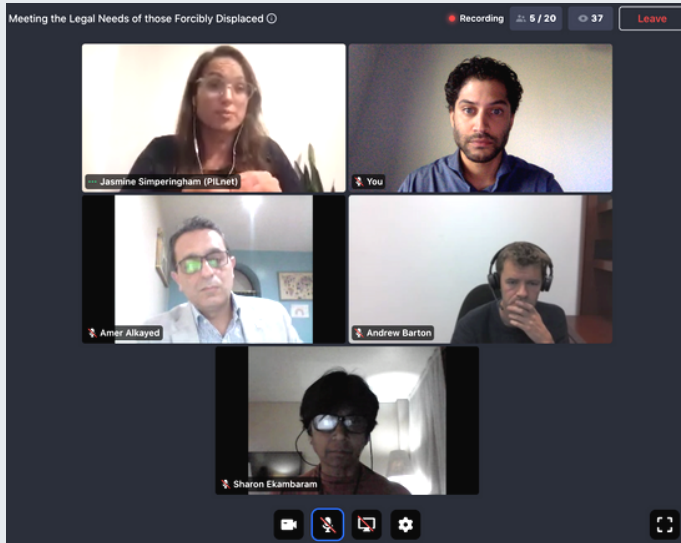 Meeting the Legal Needs of those Forcibly Displaced
Recording
5 / 20
37
Leave
Jasmine Simperingham (PILnet)
You
Amer Alkayed
Andrew Barton
Sharon Ekambaram